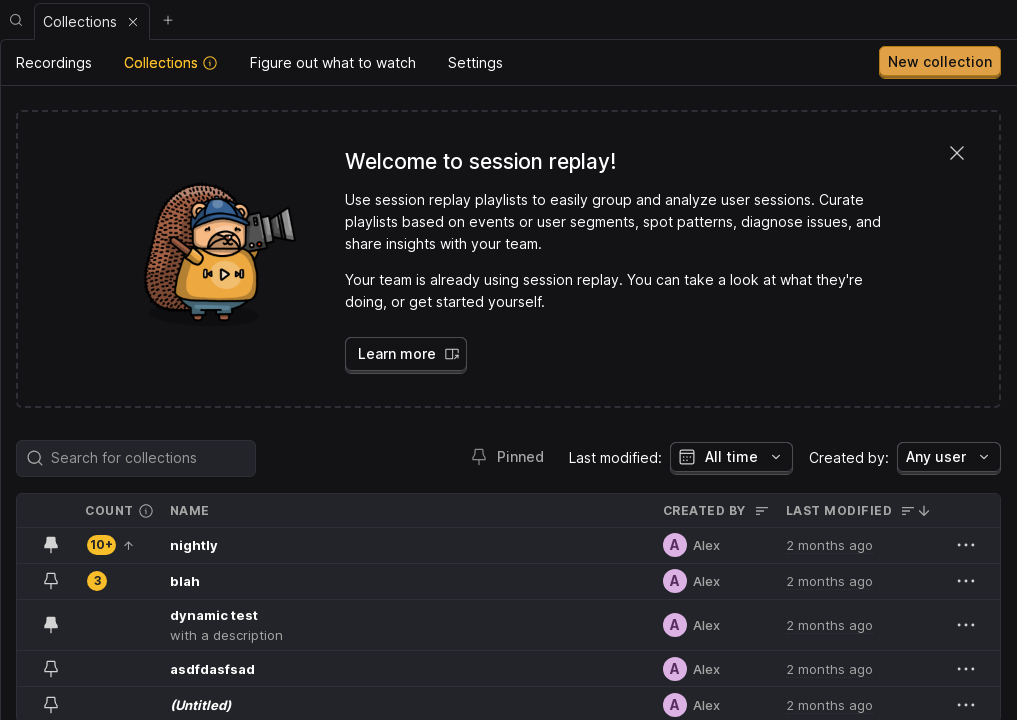 Collections
Recordings
Collections
Figure out what to watch
Settings
New collection
Welcome to session replay!
Use session replay playlists to easily group and analyze user sessions. Curate
playlists based on events or user segments, spot patterns, diagnose issues, and
share insights with your team.
Your team is already using session replay. You can take a look at what they're
doing, or get started yourself.
Learn more
Search for collections
Pinned
Last modified:
All time
Created by:
Any user
COUNT
NAME
CREATED BY
LAST MODIFIED
10+ nightly A Alex 2 months ago
3 blah A Alex 2 months ago
dynamic test A Alex 2 months ago
with a description
asdfdasfsad A Alex 2 months ago
(Untitled) A Alex 2 months ago